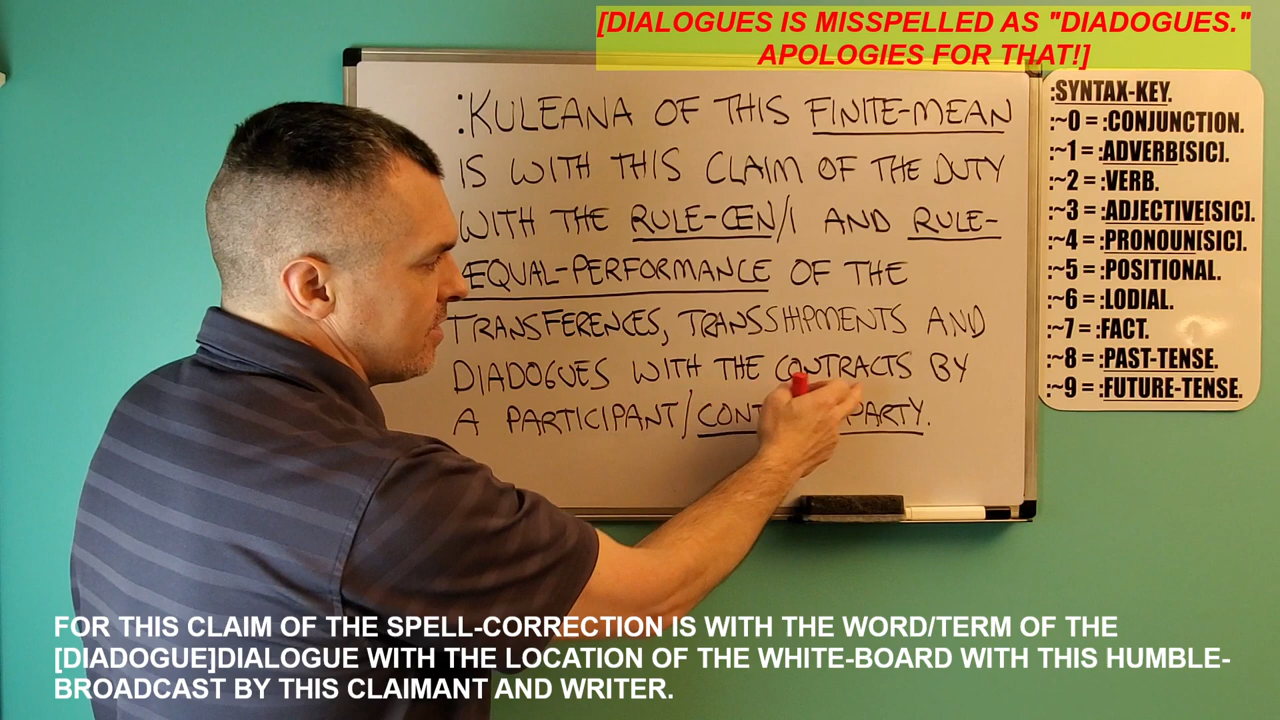 [DIALOGUES IS MISSPELLED AS "DIADOGUES."
APOLOGIES FOR THAT!]
:KULEANA OF THIS FINITE-MEAN
IS WITH THIS CLAIM OF THE DUTY
WITH THE RULE-CEN/1 AND RULE-
EQUAL-PERFORMANCE OF THE
TRANSFERENCES, TRANSSHIPMENTS AND
DIADOGUES WITH THE CONTRACTS BY
A PARTICIPANT/CONT PARTY.
:SYNTAX-KEY.
:~0 = :CONJUNCTION.
:~1 = :ADVERB[SIC].
:~2 = :VERB.
:~3 = :ADJECTIVE[SIC].
:~4 = :PRONOUN[SIC].
:~5 = :POSITIONAL.
:~6 = :LODIAL.
:~7 = :FACT.
:~8 = :PAST-TENSE.
:~9 = :FUTURE-TENSE.
FOR THIS CLAIM OF THE SPELL-CORRECTION IS WITH THE WORD/TERM OF THE
[DIADOGUE]DIALOGUE WITH THE LOCATION OF THE WHITE-BOARD WITH THIS HUMBLE-
BROADCAST BY THIS CLAIMANT AND WRITER.